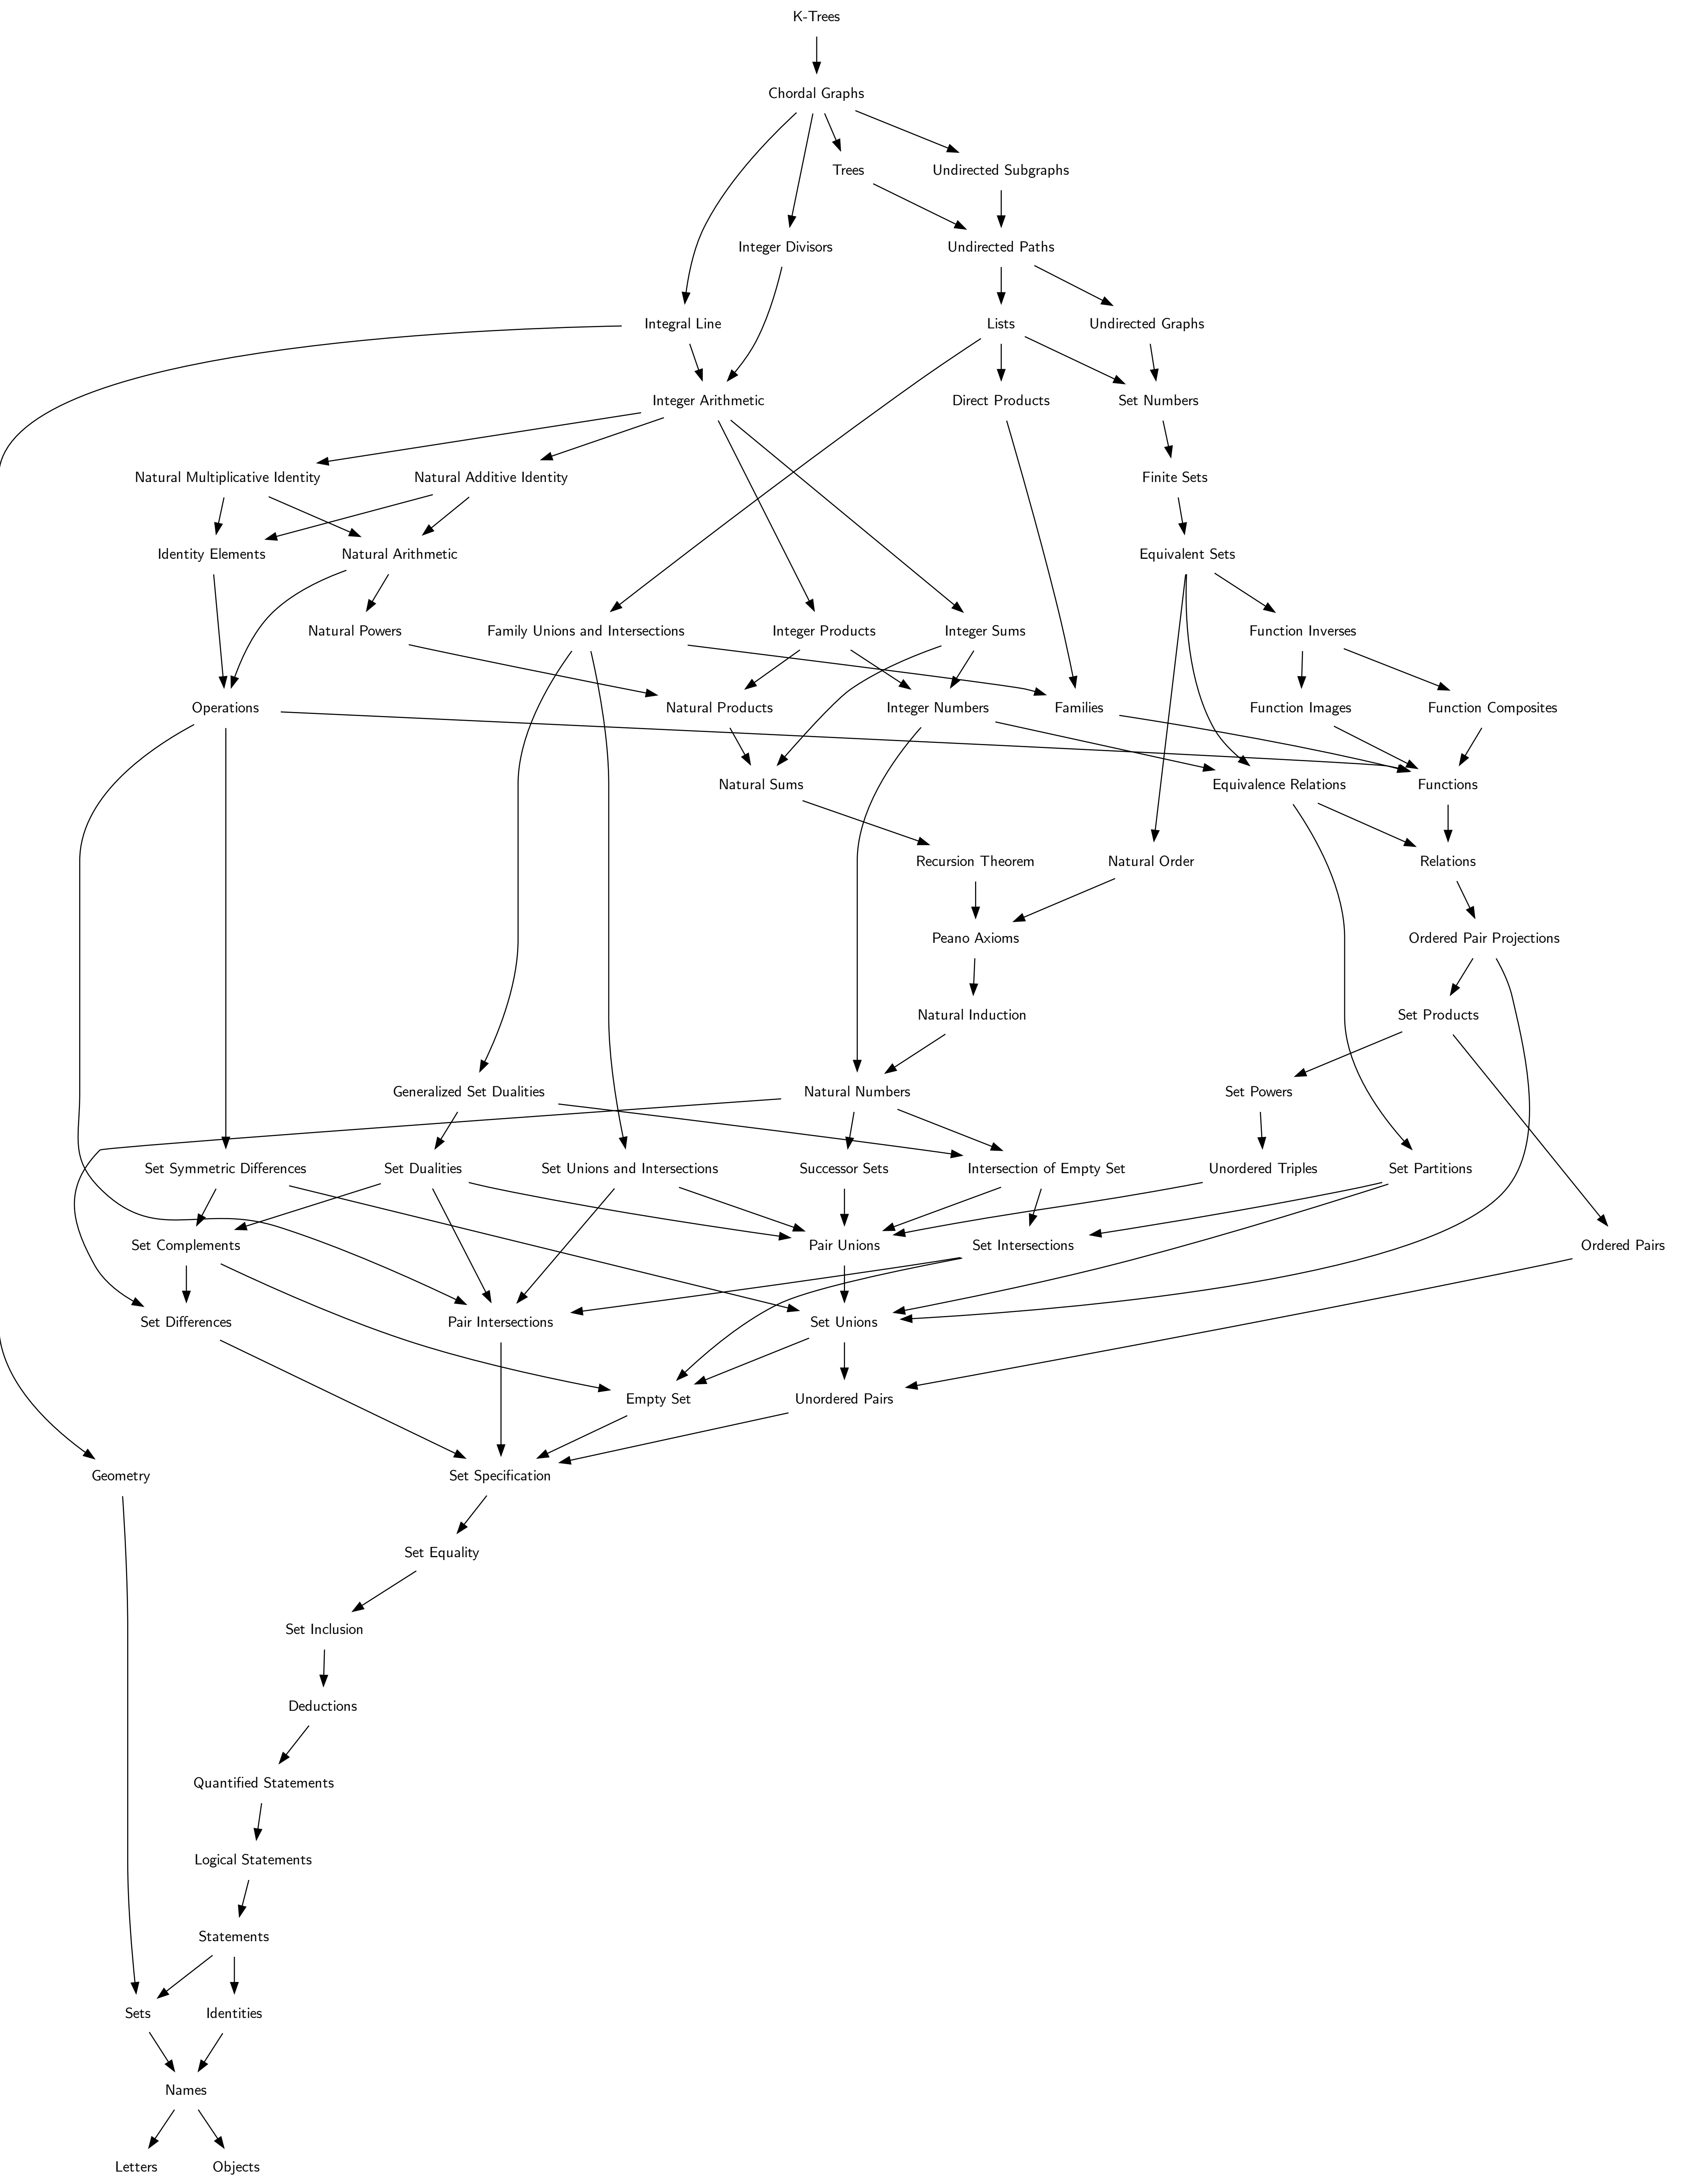 K-Trees
Chordal Graphs
Trees
Undirected Subgraphs
Integer Divisors
Undirected Paths
Integral Line
Lists
Undirected Graphs
Integer Arithmetic
Direct Products
Set Numbers
Natural Multiplicative Identity
Natural Additive Identity
Finite Sets
Identity Elements
Natural Arithmetic
Equivalent Sets
Natural Powers
Family Unions and Intersections
Integer Products
Integer Sums
Function Inverses
Operations
Natural Products
Integer Numbers
Families
Function Images
Function Composites
Natural Sums
Equivalence Relations
Functions
Recursion Theorem
Natural Order
Relations
Peano Axioms
Ordered Pair Projections
Natural Induction
Set Products
Generalized Set Dualities
Natural Numbers
Set Powers
Set Symmetric Differences
Set Dualities
Set Unions and Intersections
Successor Sets
Intersection of Empty Set
Unordered Triples
Set Partitions
Set Complements
Pair Unions
Set Intersections
Ordered Pairs
Set Differences
Pair Intersections
Set Unions
Empty Set
Unordered Pairs
Geometry
Set Specification
Set Equality
Set Inclusion
Deductions
Quantified Statements
Logical Statements
Statements
Sets
Identities
Names
Letters
Objects